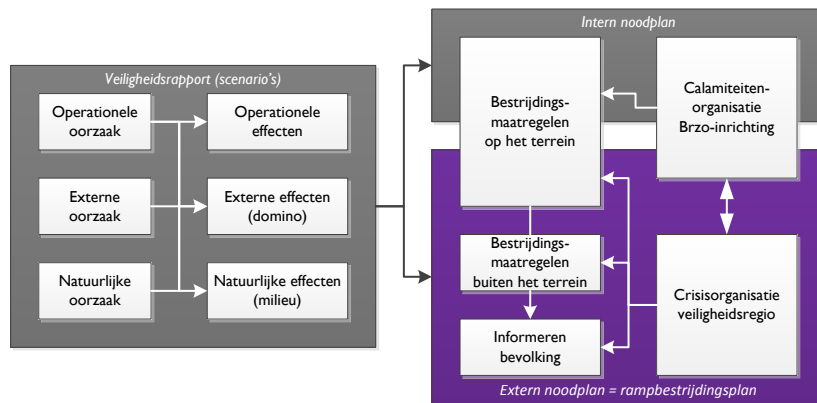 Intern noodplan
Veiligheidsrapport (scenario's)
Operationele
oorzaak
Operationele
effecten
Externe
oorzaak
Externe effecten
(domino)
Natuurlijke
oorzaak
Natuurlijke effecten
(milieu)
Bestrijdings-
maatregelen
op het terrein
Calamiteiten-
organisatie
Brzo-inrichting
Bestrijdings-
maatregelen
buiten het terrein
Informeren
bevolking
Crisisorganisatie
veiligheidsregio
Extern noodplan = rampbestrijdingsplan